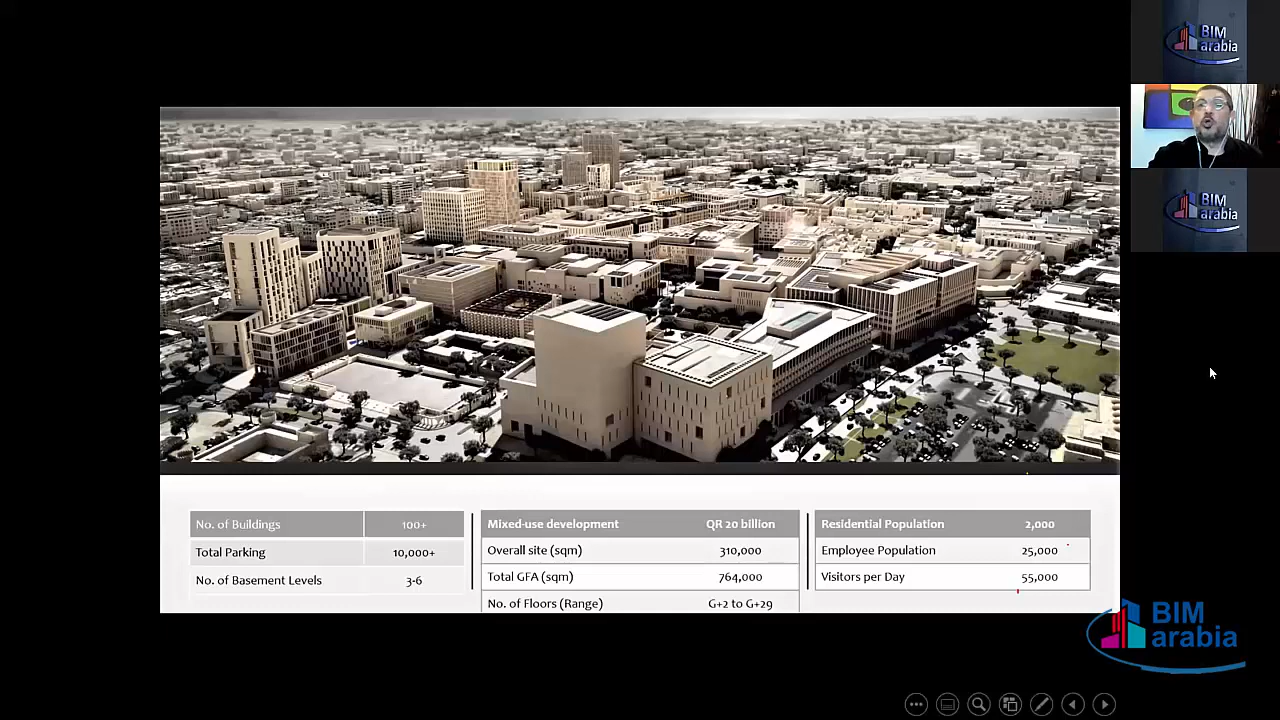 BIM
arabia
BIM
arabia
No. of Buildings 100+
Total Parking 10,000+
No. of Basement Levels 3-6
Mixed-use development QR 20 billion
Overall site (sqm) 310,000
Total GFA (sqm) 764,000
No. of Floors (Range) G+2 to G+29
Residential Population 2,000
Employee Population 25,000
Visitors per Day 55,000
BIM
arabia